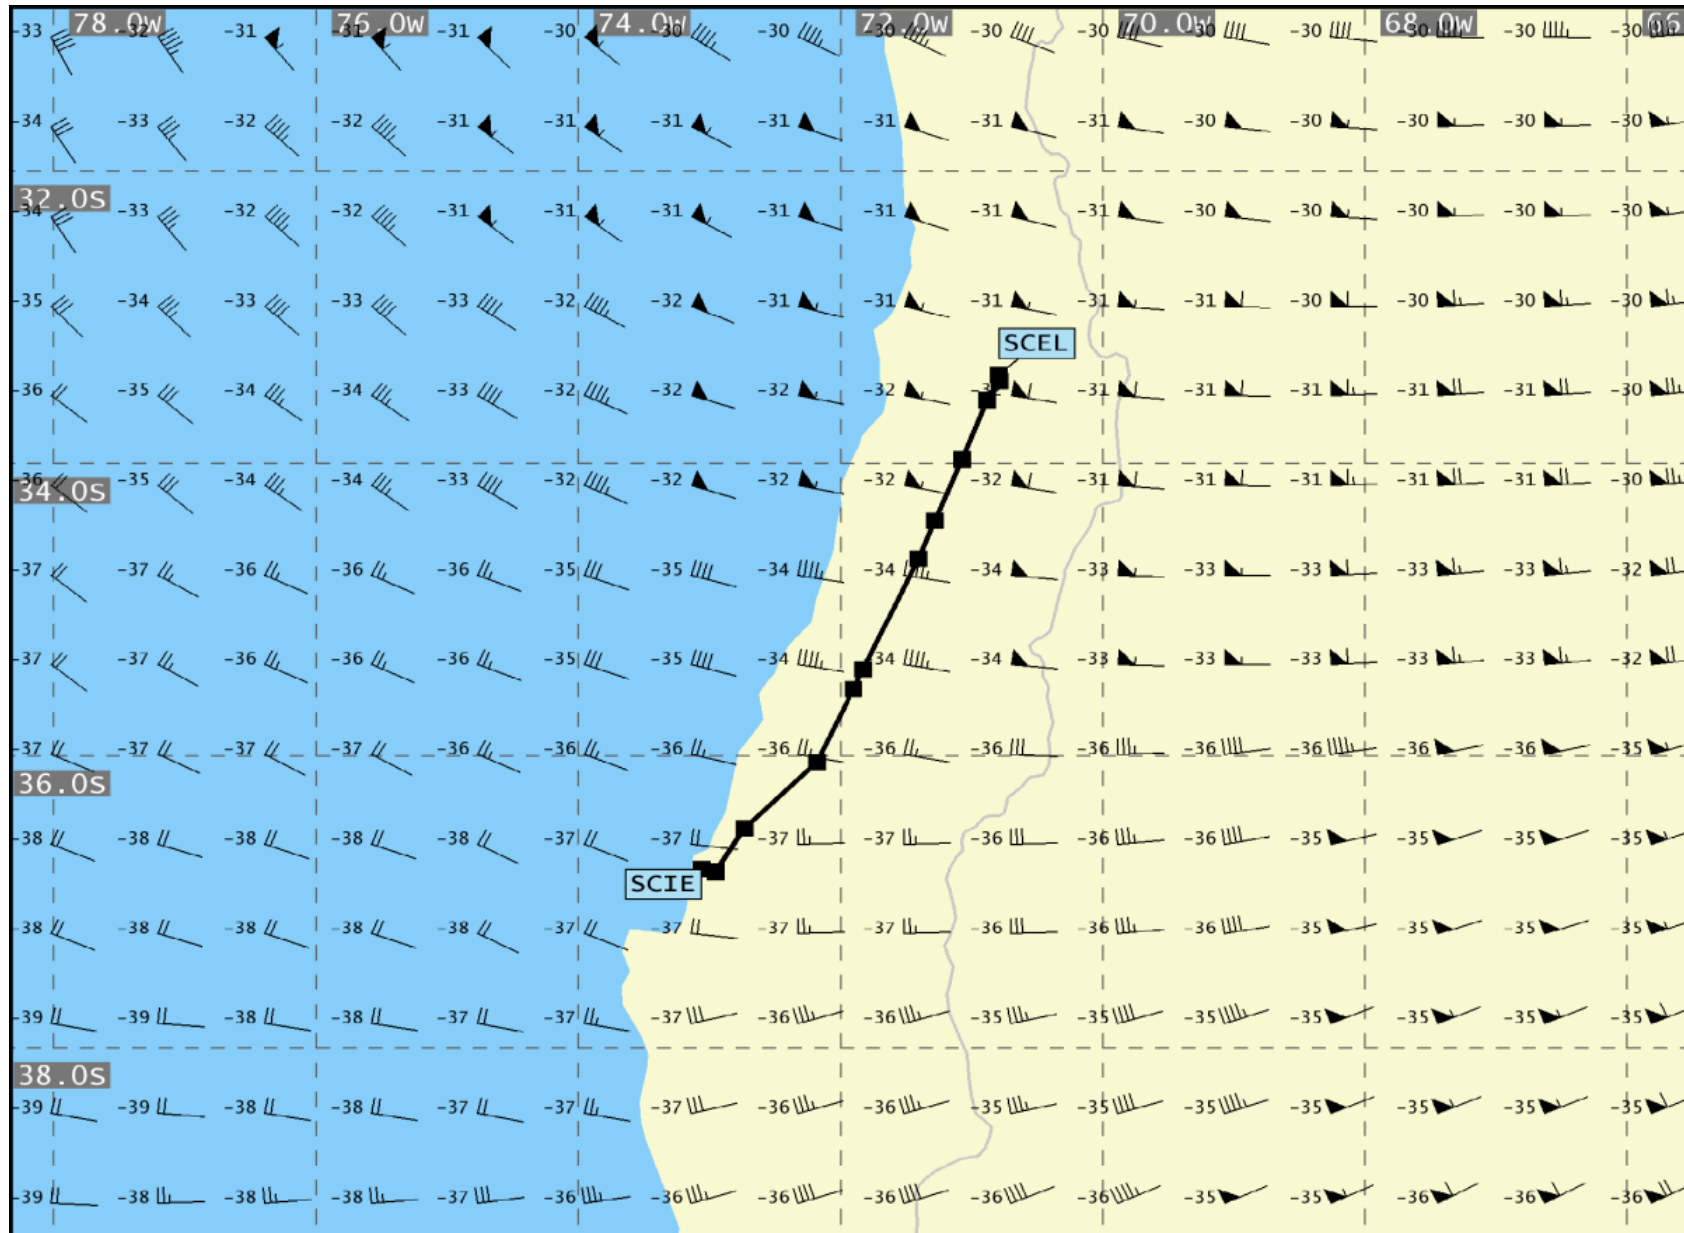 78.0W 76.0W 74.0W 72.0W 70.0W 68.0W 66
-33 -32 -31 -31 -31 -30 -30 -30 -30 -30 -30 -30 -30 -30 -30 -30
-34 -33 -32 -32 -31 -31 -31 -31 -31 -31 -31 -30 -30 -30 -30 -30
32.0S
-34 -33 -32 -32 -31 -31 -31 -31 -31 -31 -31 -30 -30 -30 -30 -30
-35 -34 -33 -33 -33 -32 -32 -31 -31 -31 -31 -31 -30 -30 -30 -30
SCEL
-36 -35 -34 -34 -33 -32 -32 -32 -32 -31 -31 -31 -31 -31 -30
-36 -35 -34 -34 -33 -32 -32 -32 -32 -32 -31 -31 -31 -31 -31 -30
34.0S
-37 -37 -36 -36 -36 -35 -35 -34 -34 -34 -33 -33 -33 -33 -33 -32
-37 -37 -36 -36 -36 -35 -35 -34 -34 -34 -33 -33 -33 -33 -33 -32
-37 -37 -37 -37 -36 -36 -36 -36 -36 -36 -36 -36 -36 -36 -36 -35
36.0S
-38 -38 -38 -38 -38 -37 -37 -37 -37 -36 -36 -36 -35 -35 -35 -35
SCIE
-38 -38 -38 -38 -38 -37 -37 -37 -37 -36 -36 -36 -35 -35 -35 -35
-39 -39 -38 -38 -37 -37 -37 -36 -36 -35 -35 -35 -35 -35 -35 -35
38.0S
-39 -39 -38 -38 -37 -37 -37 -36 -36 -35 -35 -35 -35 -35 -35 -35
-39 -38 -38 -38 -37 -36 -36 -36 -36 -36 -36 -35 -35 -36 -36 -36